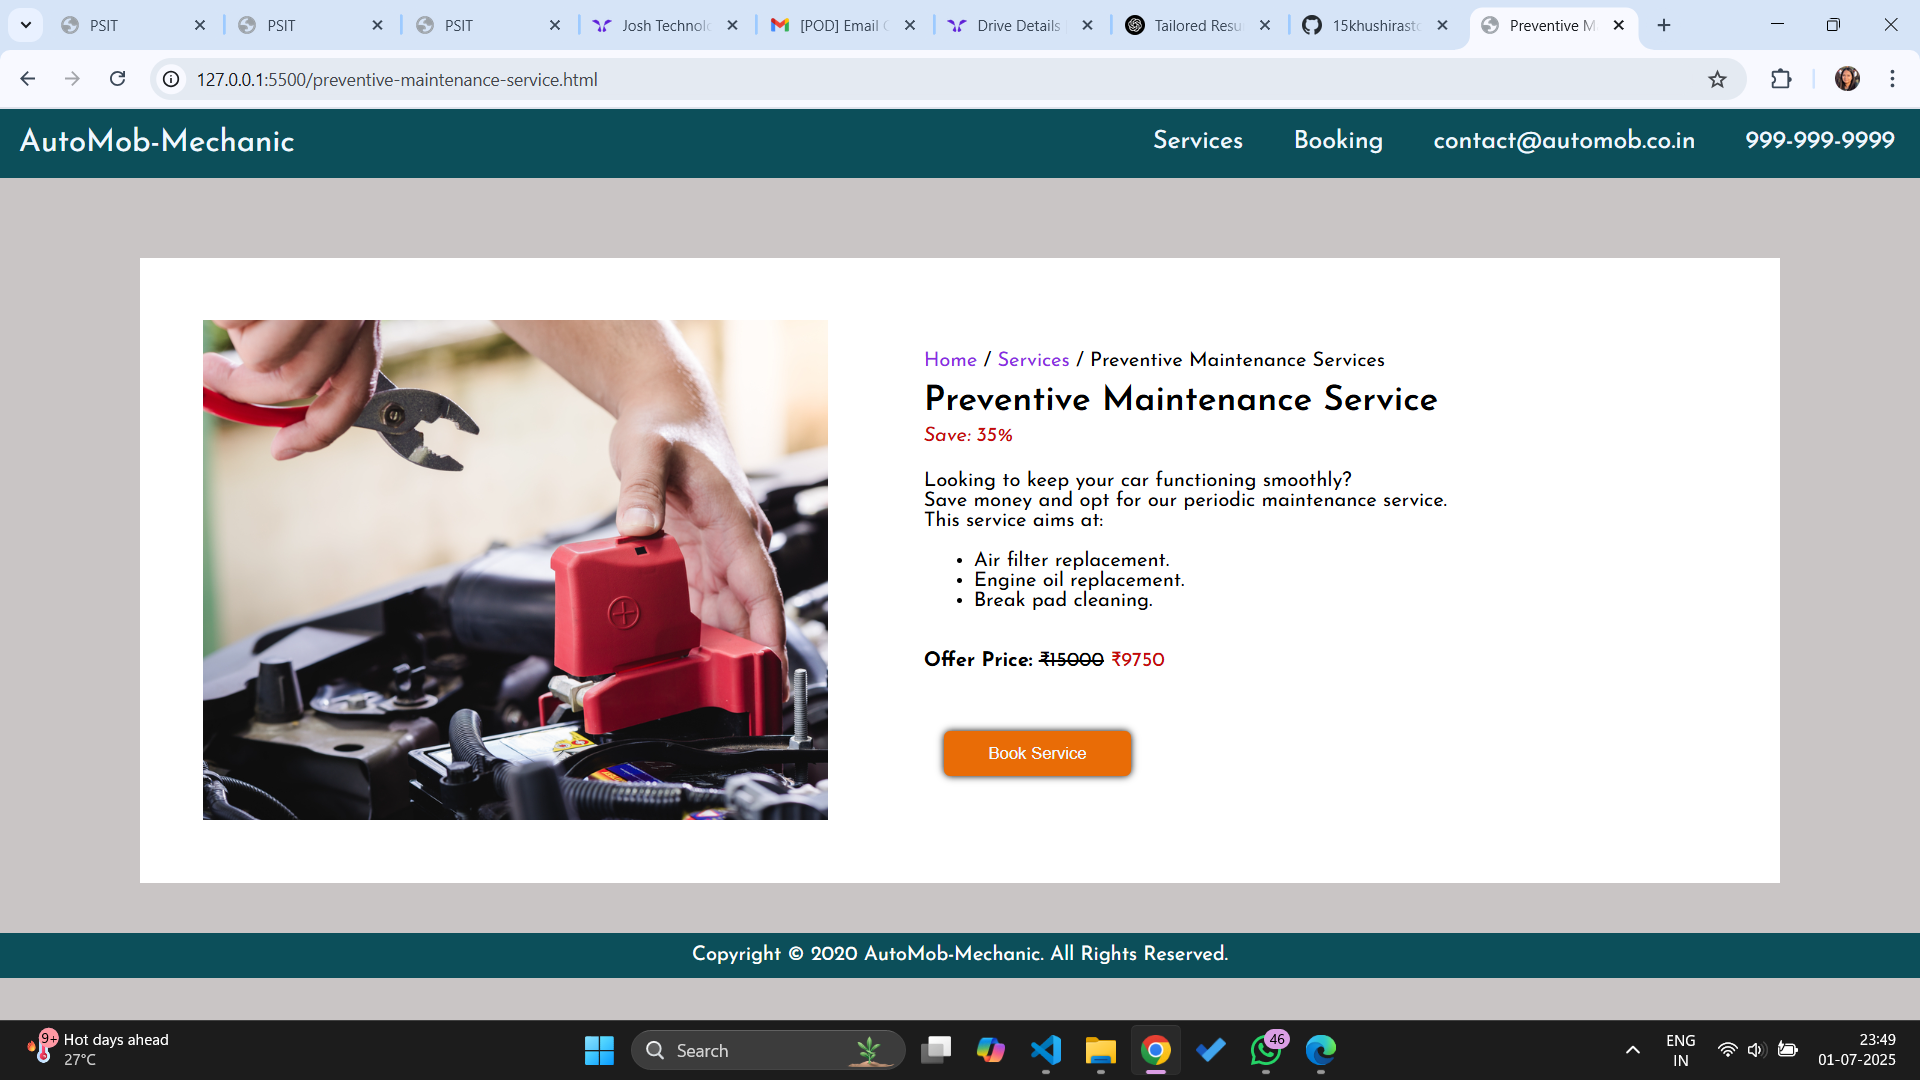 PSIT
PSIT
PSIT
Josh Technolo
[POD] Email
Drive Details
Tailored Resu
15khushirasto
Preventive M
127.0.0.1:5500/preventive-maintenance-service.html
AutoMob-Mechanic
Services
Booking
contact@automob.co.in
999-999-9999
Home / Services / Preventive Maintenance Services
Preventive Maintenance Service
Save: 35%
Looking to keep your car functioning smoothly?
Save money and opt for our periodic maintenance service.
This service aims at:
• Air filter replacement.
• Engine oil replacement.
• Break pad cleaning.
Offer Price: ₹15000 ₹9750
Book Service
Copyright © 2020 AutoMob-Mechanic. All Rights Reserved.
9+
Hot days ahead
27°C
Search
46
ENG
IN
23:49
01-07-2025